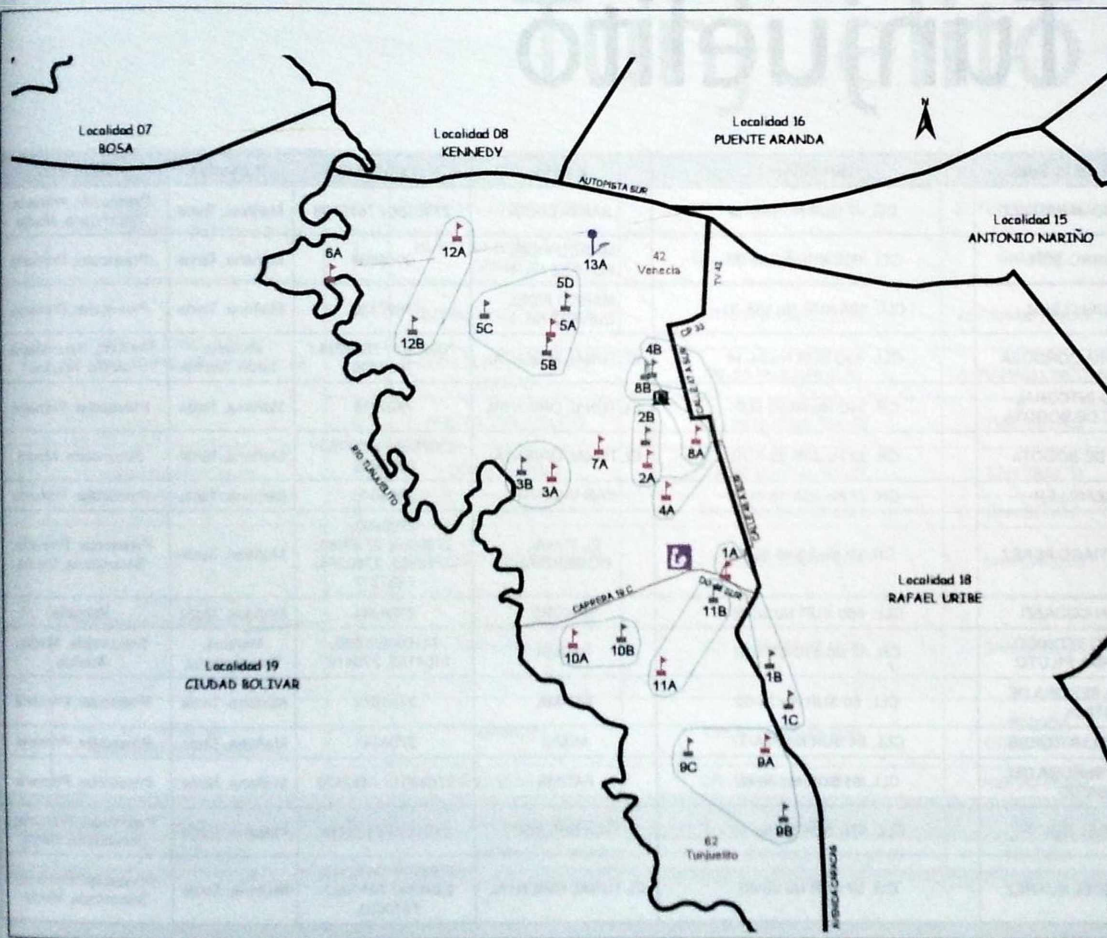 Localidad 07
BOSA
Localidad 08
KENNEDY
Localidad 16
PUENTE ARANDA
N
Localidad 15
ANTONIO NARIÑO
AUTOPISTA SUR
6A
12A
13A
42
Venecia
TV 42
12B
5C
5D
5A
5B
4B
8B
2B
8A
7A
2A
4A
3B
3A
RIO TUNJUELITO
1A
CARRERA 19 C
11B
10A
10B
11A
1B
1C
Localidad 18
RAFAEL URIBE
Localidad 19
CIUDAD BOLIVAR
9C
9A
9B
62
Tunjuelito
AVENIDA CARACAS